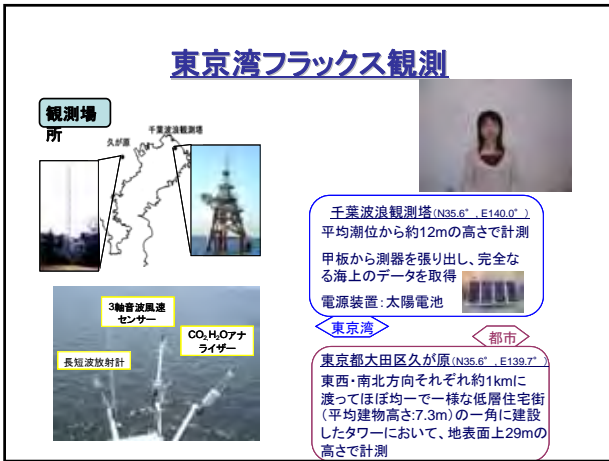 東京湾フラックス観測
観測場
所
千葉波浪観測塔
久が原
千葉波浪観測塔(N35.6°, E140.0°)
平均潮位から約12mの高さで計測
甲板から測器を張り出し、完全な
る海上のデータを取得
電源装置:太陽電池
東京湾
都市
3軸音波風速
センサー
CO₂,H₂Oアナ
ライザー
長短波放射計
東京都大田区久が原(N35.6°, E139.7°)
東西・南北方向それぞれ約1kmに
渡ってほぼ均一で一様な低層住宅街
(平均建物高さ:7.3m)の一角に建設
したタワーにおいて、地表面上29mの
高さで計測